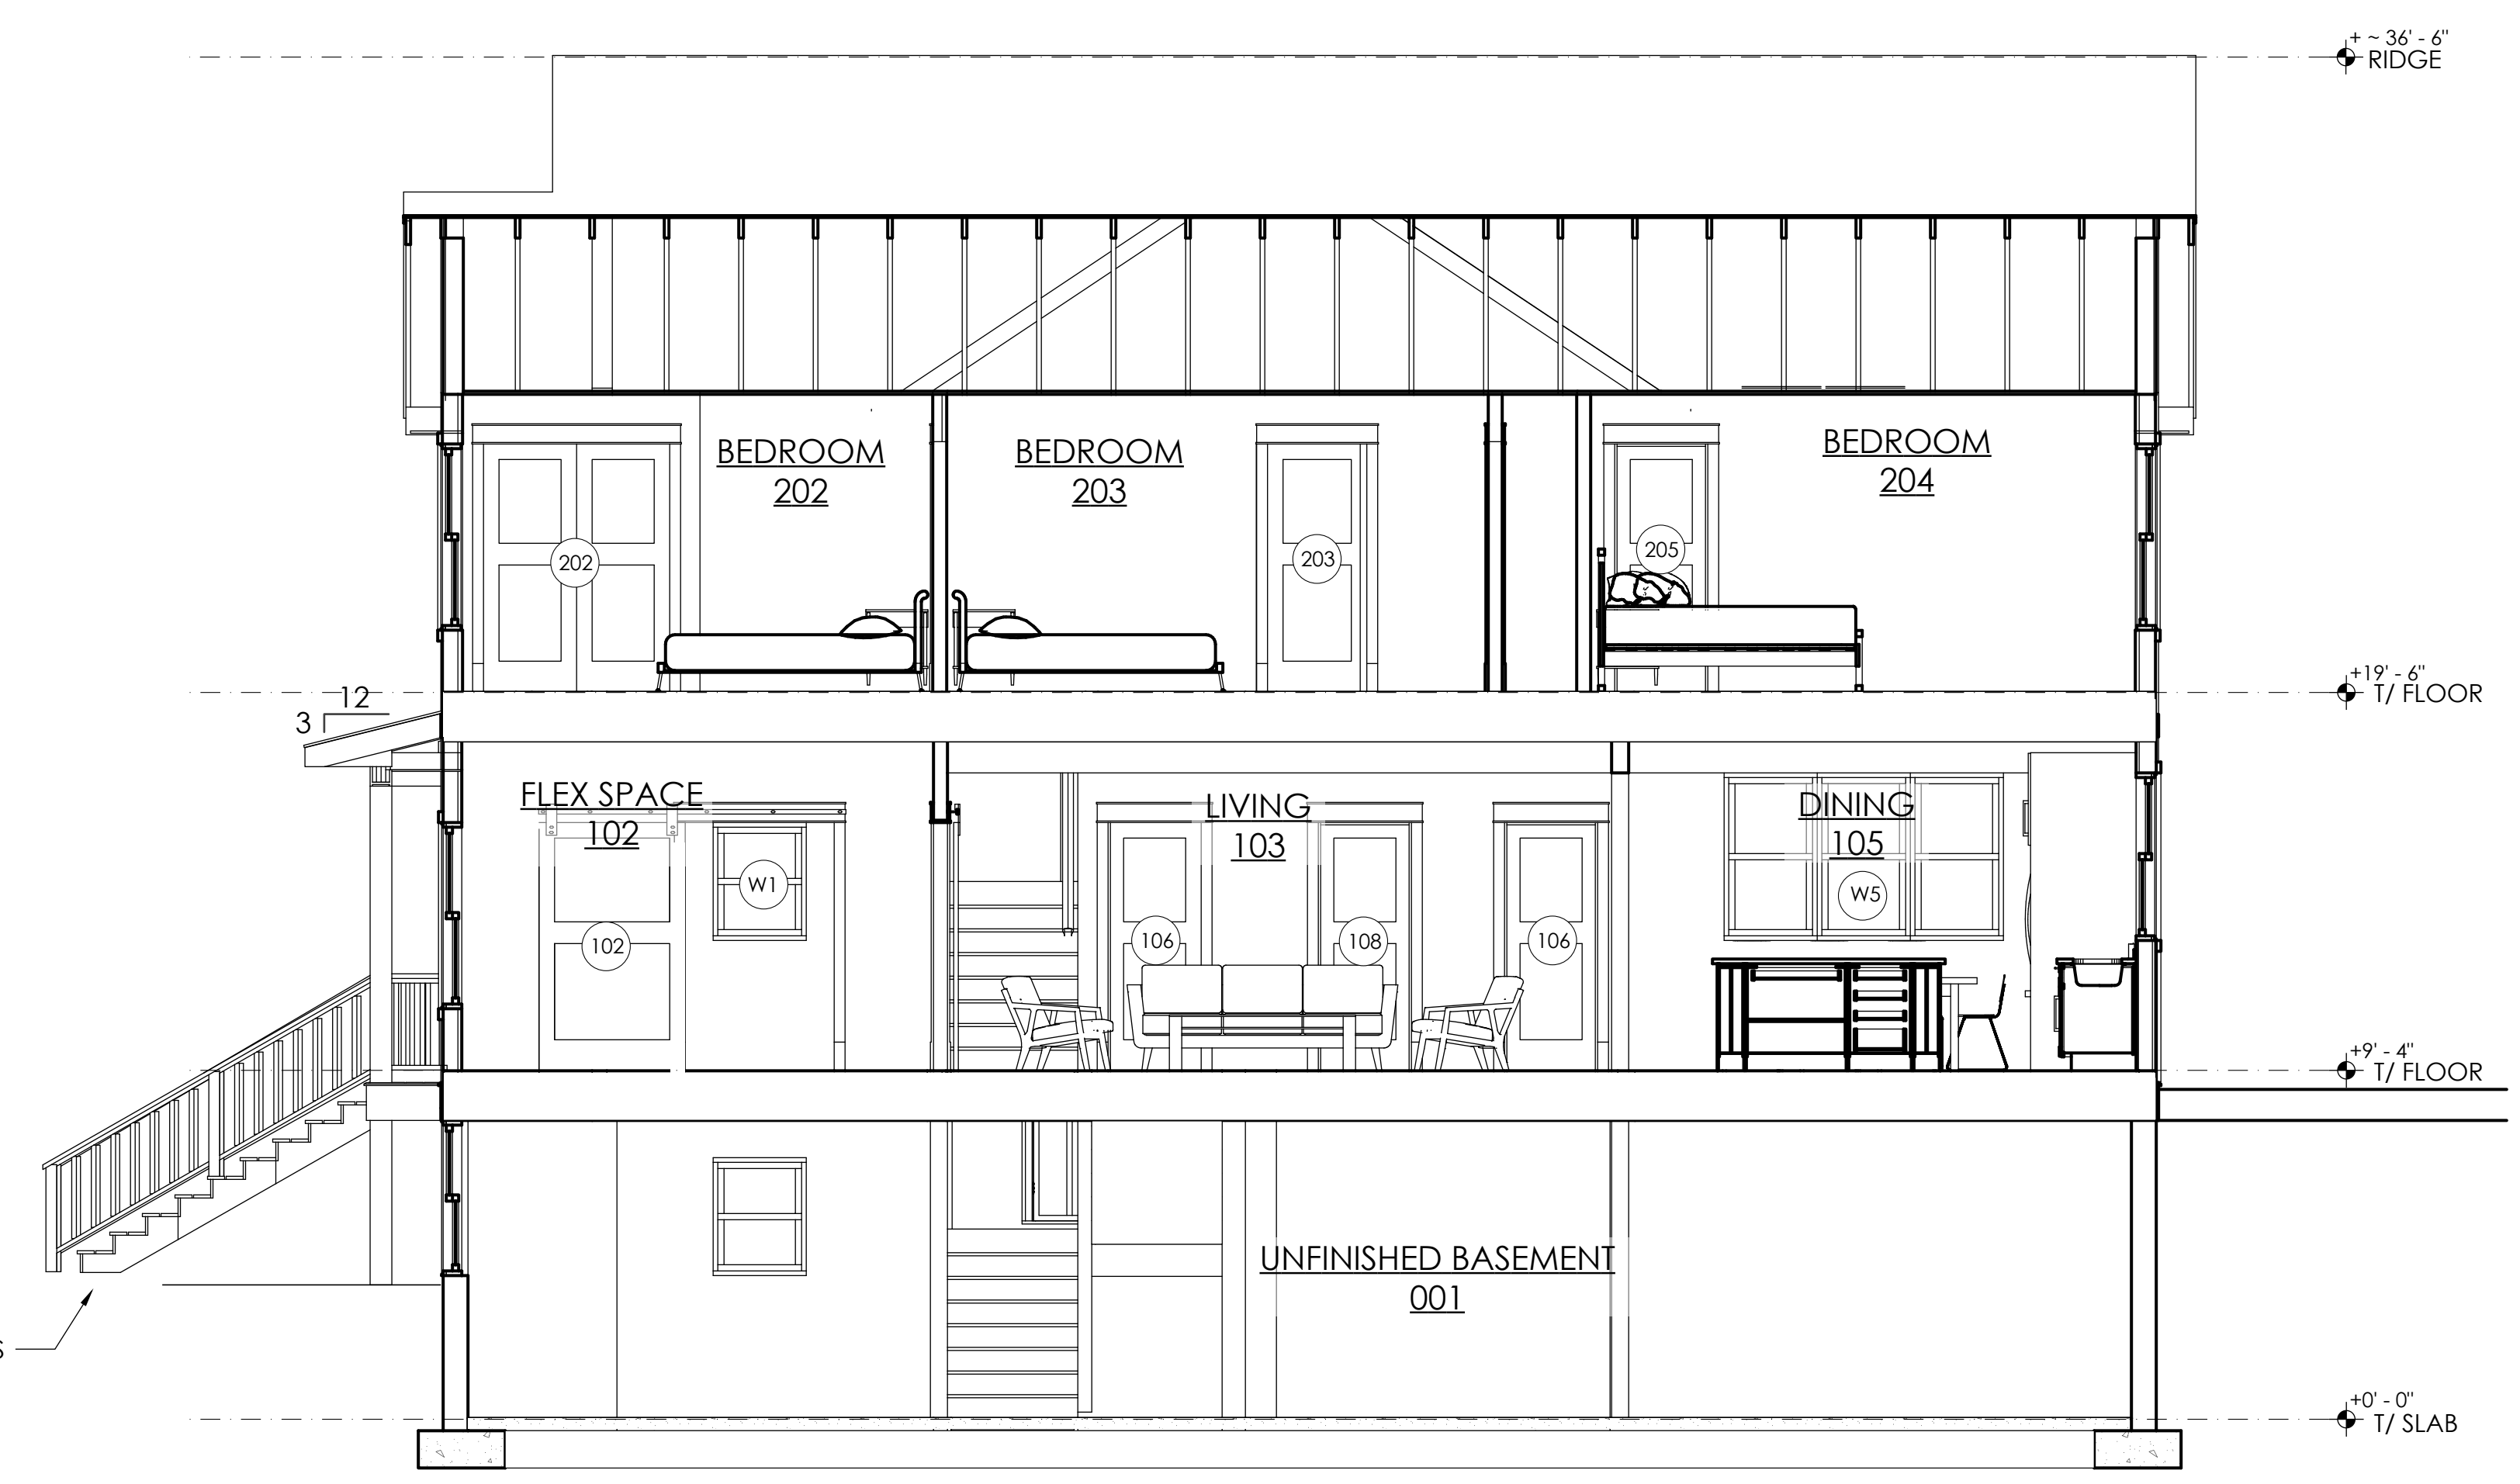 + ~ 36' - 6"
RIDGE
BEDROOM
202
BEDROOM
203
BEDROOM
204
202
203
205
+19' - 6"
T/ FLOOR
12
3
FLEX SPACE
102
LIVING
103
DINING
105
W1
W5
102
106
108
106
+9' - 4"
T/ FLOOR
UNFINISHED BASEMENT
001
S
+0' - 0"
T/ SLAB